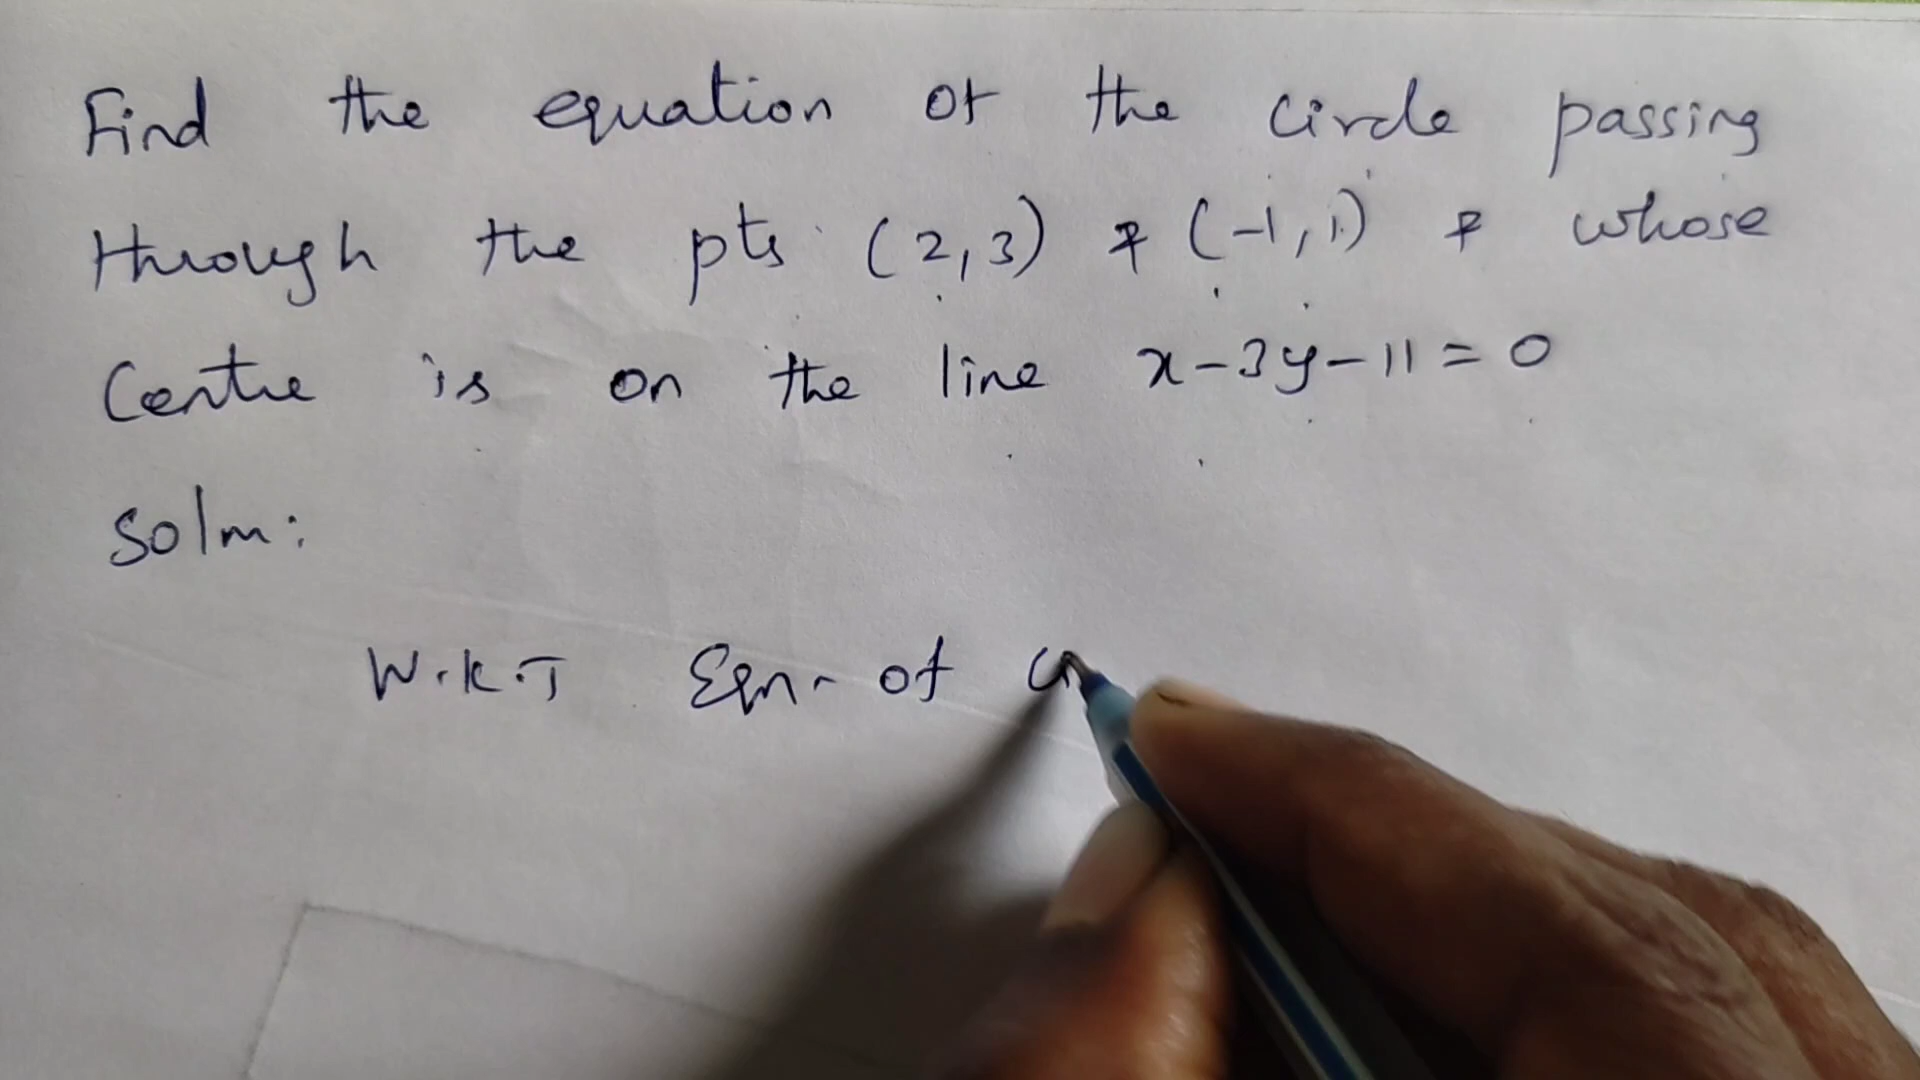 Find the equation of the circle passing
through the pts (2,3) & (-1,1) & whose
Centre is on the line x-3y-11=0
Soln:
W.K.T Eqn. of